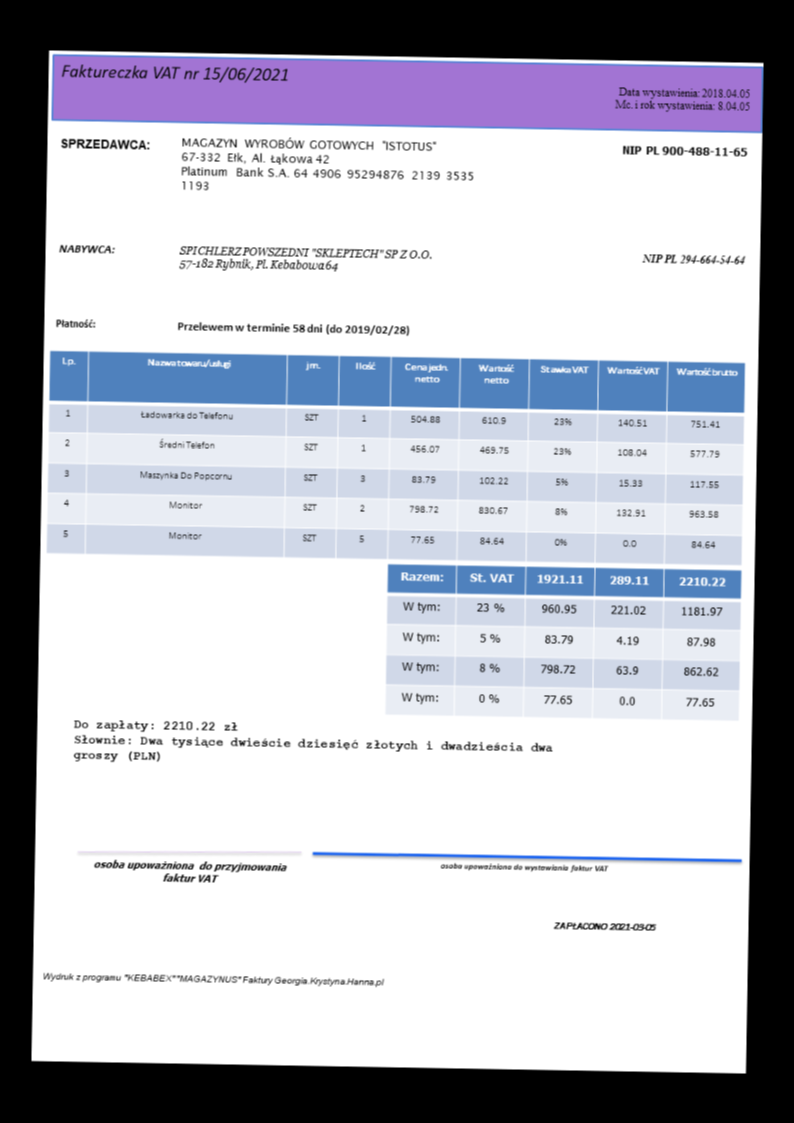 Faktureczka VAT nr 15/06/2021
Data wystawienia: 2018.04.05
Mc. i rok wystawienia: 8.04.05
SPRZEDAWCA:
MAGAZYN WYROBÓW GOTOWYCH "ISTOTUS"
67-332 Ełk, Al. Łąkowa 42
Platinum Bank S.A. 64 4906 95294876 2139 3535
1193
NIP PL 900-488-11-65
NABYWCA:
SPICHLERZ POWSZEDNI "SKLEPTECH" SP Z O.O.
57-182 Rybnik, Pl. Kebabowa 64
NIP PL 294-664-54-64
Płatność:
Przelewem w terminie 58 dni (do 2019/02/28)
Lp. Nazwa towaru/usługi jm. Ilość Cena jedn. netto Wartość netto Stawka VAT Wartość VAT Wartość brutto
1 Ładowarka do Telefonu SZT 1 504.88 610.9 23% 140.51 751.41
2 Średni Telefon SZT 1 456.07 469.75 23% 108.04 577.79
3 Maszynka Do Popcornu SZT 3 83.79 102.22 5% 15.33 117.55
4 Monitor SZT 2 798.72 830.67 8% 132.91 963.58
5 Monitor SZT 5 77.65 84.64 0% 0.0 84.64
Razem: St. VAT 1921.11 289.11 2210.22
W tym: 23 % 960.95 221.02 1181.97
W tym: 5 % 83.79 4.19 87.98
W tym: 8 % 798.72 63.9 862.62
W tym: 0 % 77.65 0.0 77.65
Do zapłaty: 2210.22 zł
Słownie: Dwa tysiące dwieście dziesięć złotych i dwadzieścia dwa
groszy (PLN)
osoba upoważniona do przyjmowania
faktur VAT
osoba upoważniona do wystawiania faktur VAT
ZAPŁACONO 2021-03-05
Wydruk z programu "KEBABEX""MAGAZYNUS" Faktury Georgia.Krystyna.Hanna.pl